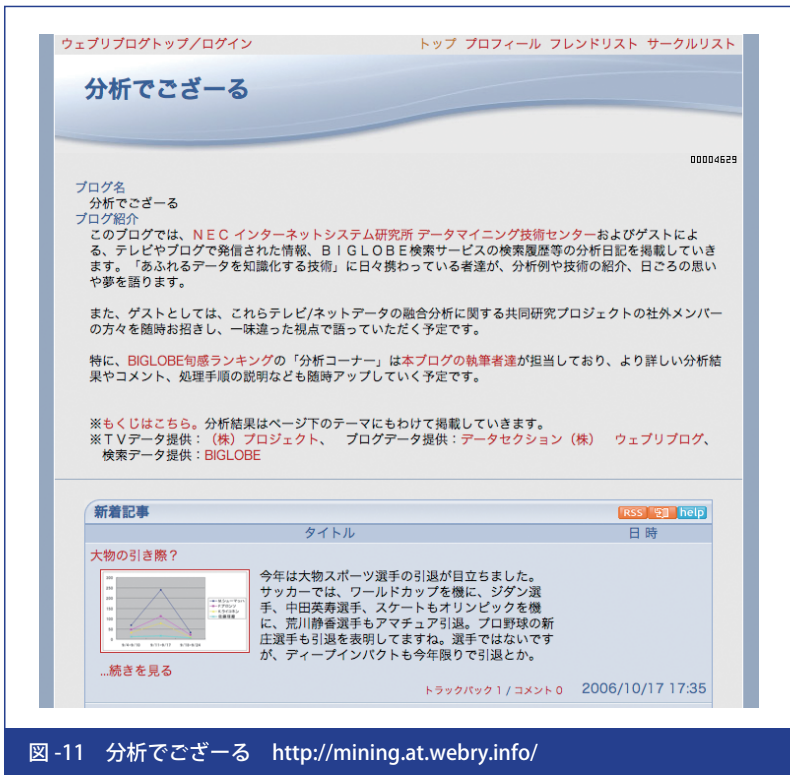 ウェブリブログトップ／ログイン
トップ プロフィール フレンドリスト サークルリスト
分析でござーる
00004629
ブログ名
分析でござーる
ブログ紹介
このブログでは、ＮＥＣ インターネットシステム研究所 データマイニング技術センターおよびゲストによ
る、テレビやブログで発信された情報、ＢＩＧＬＯＢＥ検索サービスの検索履歴等の分析日記を掲載していき
ます。「あふれるデータを知識化する技術」に日々携わっている者達が、分析例や技術の紹介、日ごろの思い
や夢を語ります。
また、ゲストとしては、これらテレビ/ネットデータの融合分析に関する共同研究プロジェクトの社外メンバー
の方々を随時お招きし、一味違った視点で語っていただく予定です。
特に、BIGLOBE旬感ランキングの「分析コーナー」は本ブログの執筆者達が担当しており、より詳しい分析結
果やコメント、処理手順の説明なども随時アップしていく予定です。
※もくじはこちら。分析結果はページ下のテーマにもわけて掲載していきます。
※ＴＶデータ提供：（株）プロジェクト、 ブログデータ提供：データセクション（株） ウェブリブログ、
検索データ提供：BIGLOBE
新着記事
RSS
help
タイトル
日 時
大物の引き際？
今年は大物スポーツ選手の引退が目立ちました。
サッカーでは、ワールドカップを機に、ジダン選
手、中田英寿選手、スケートもオリンピックを機
に、荒川静香選手もアマチュア引退。プロ野球の新
庄選手も引退を表明してますね。選手ではないです
が、ディープインパクトも今年限りで引退とか。
...続きを見る
トラックバック 1 / コメント 0
2006/10/17 17:35
図 -11 分析でござーる http://mining.at.webry.info/